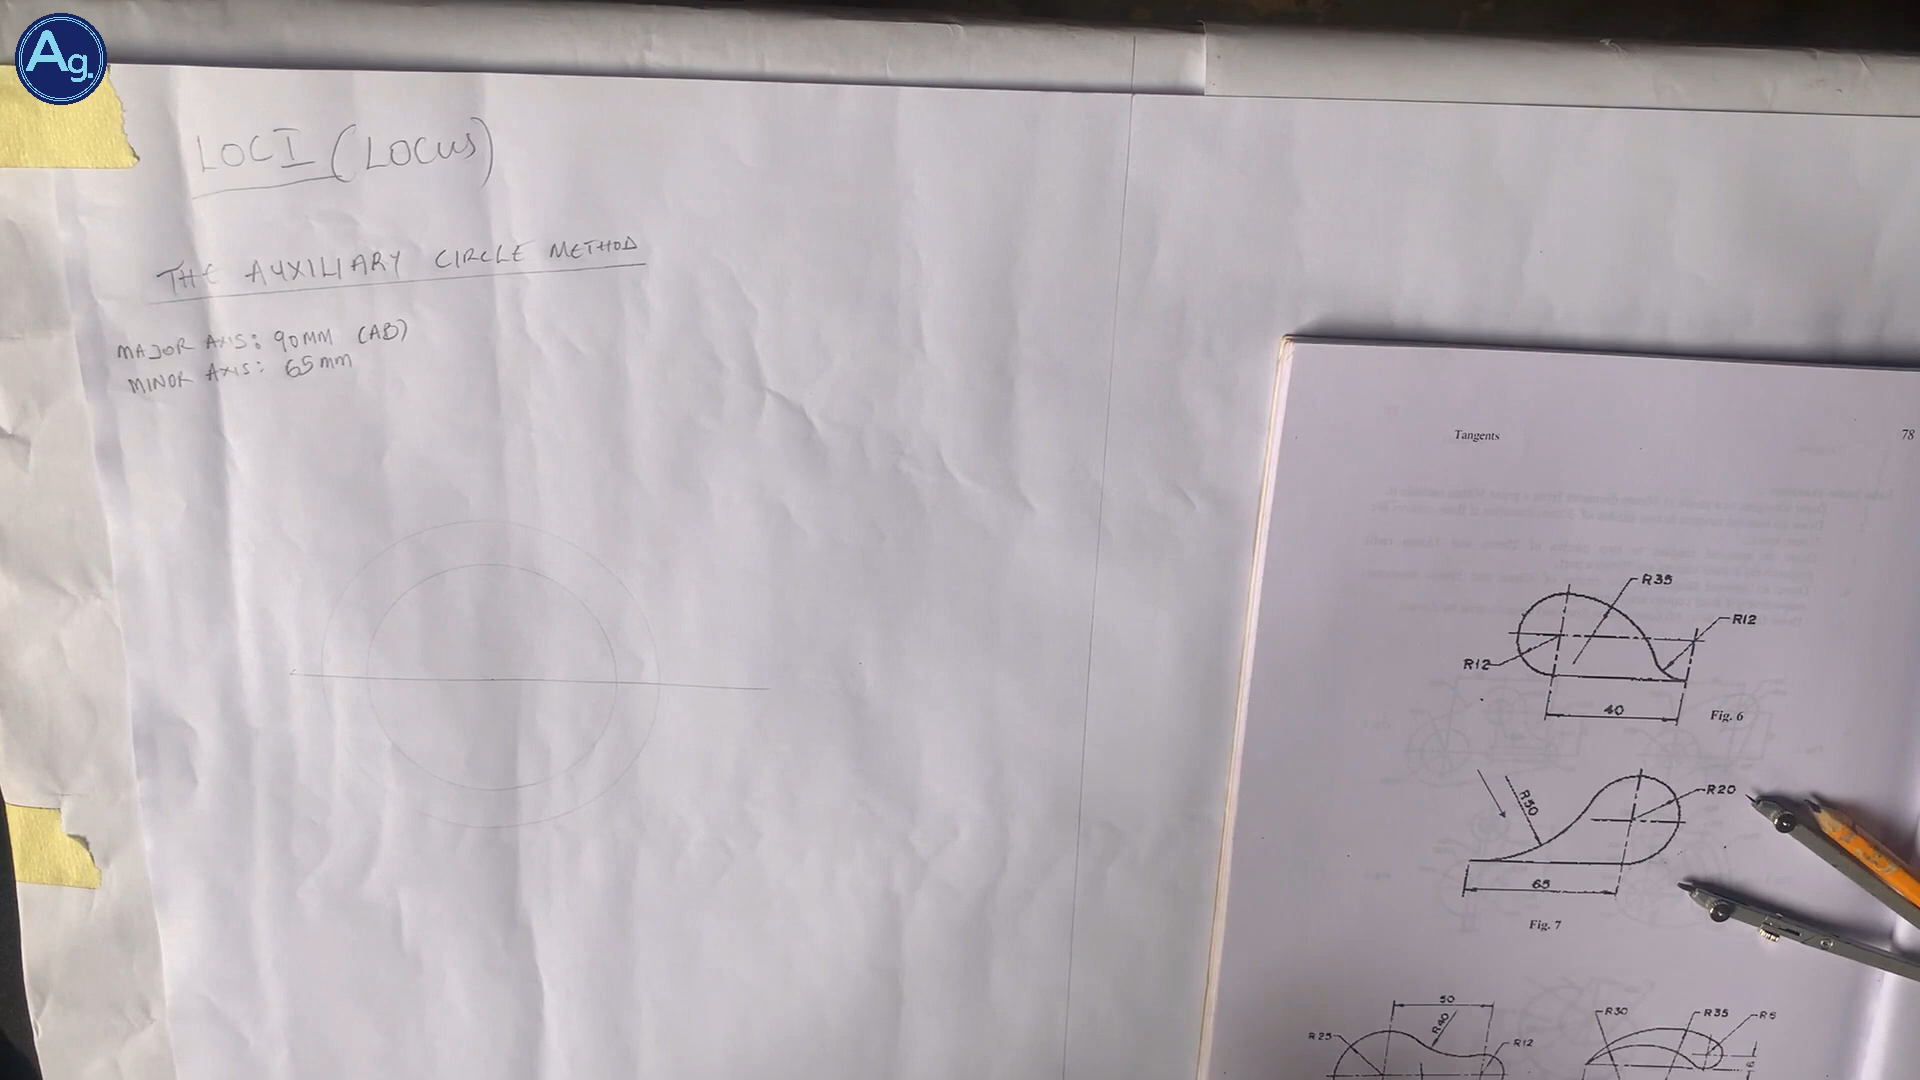 Ag.
LOCI (LOCUS)
THE AUXILIARY CIRCLE METHOD
MAJOR AXIS: 90MM (AB)
MINOR AXIS: 65MM
Tangents 78
R35
R12
R12
40
Fig. 6
R50
R20
65
Fig. 7
50
R40
R25
R12
R30
R35
R6